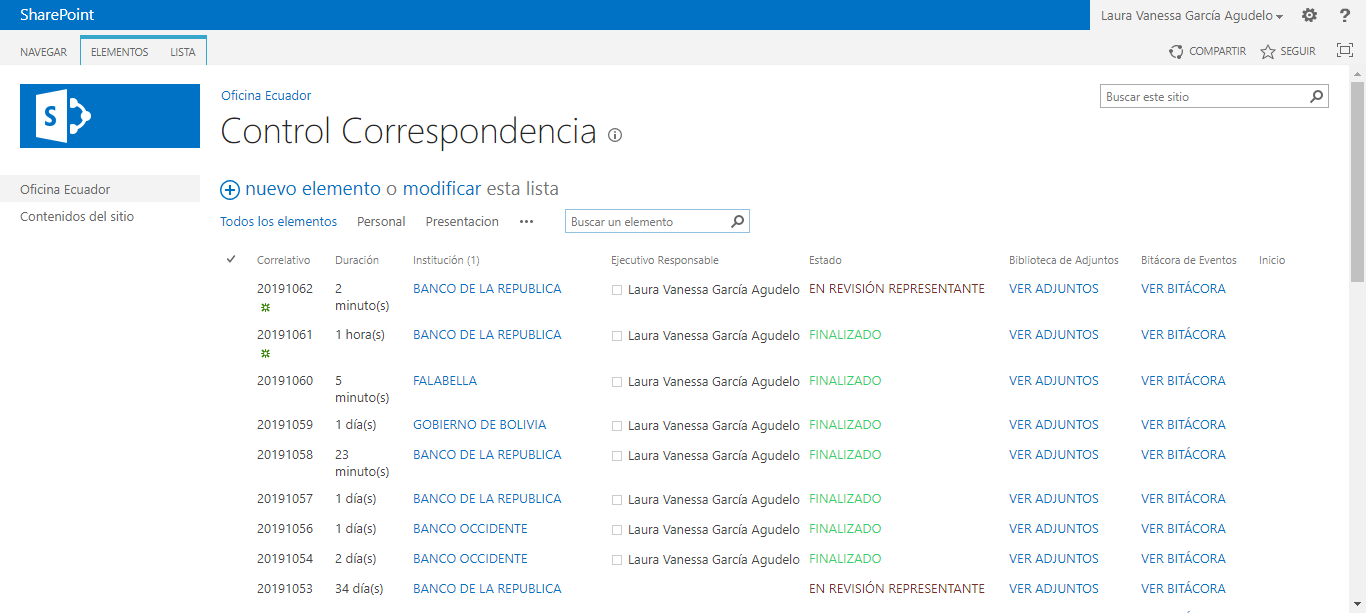 SharePoint
Laura Vanessa García Agudelo
?
NAVEGAR ELEMENTOS LISTA
COMPARTIR SEGUIR
S
Oficina Ecuador
Control Correspondencia
Buscar este sitio
Oficina Ecuador
Contenidos del sitio
nuevo elemento o modificar esta lista
Todos los elementos Personal Presentacion ••• Buscar un elemento
Correlativo Duración Institución (1) Ejecutivo Responsable Estado Biblioteca de Adjuntos Bitácora de Eventos Inicio
20191062 2 minuto(s) BANCO DE LA REPUBLICA Laura Vanessa García Agudelo EN REVISIÓN REPRESENTANTE VER ADJUNTOS VER BITÁCORA
20191061 1 hora(s) BANCO DE LA REPUBLICA Laura Vanessa García Agudelo FINALIZADO VER ADJUNTOS VER BITÁCORA
20191060 5 minuto(s) FALABELLA Laura Vanessa García Agudelo FINALIZADO VER ADJUNTOS VER BITÁCORA
20191059 1 día(s) GOBIERNO DE BOLIVIA Laura Vanessa García Agudelo FINALIZADO VER ADJUNTOS VER BITÁCORA
20191058 23 minuto(s) BANCO DE LA REPUBLICA Laura Vanessa García Agudelo FINALIZADO VER ADJUNTOS VER BITÁCORA
20191057 1 día(s) BANCO DE LA REPUBLICA Laura Vanessa García Agudelo FINALIZADO VER ADJUNTOS VER BITÁCORA
20191056 1 día(s) BANCO OCCIDENTE Laura Vanessa García Agudelo FINALIZADO VER ADJUNTOS VER BITÁCORA
20191054 2 día(s) BANCO OCCIDENTE Laura Vanessa García Agudelo FINALIZADO VER ADJUNTOS VER BITÁCORA
20191053 34 día(s) BANCO DE LA REPUBLICA EN REVISIÓN REPRESENTANTE VER ADJUNTOS VER BITÁCORA